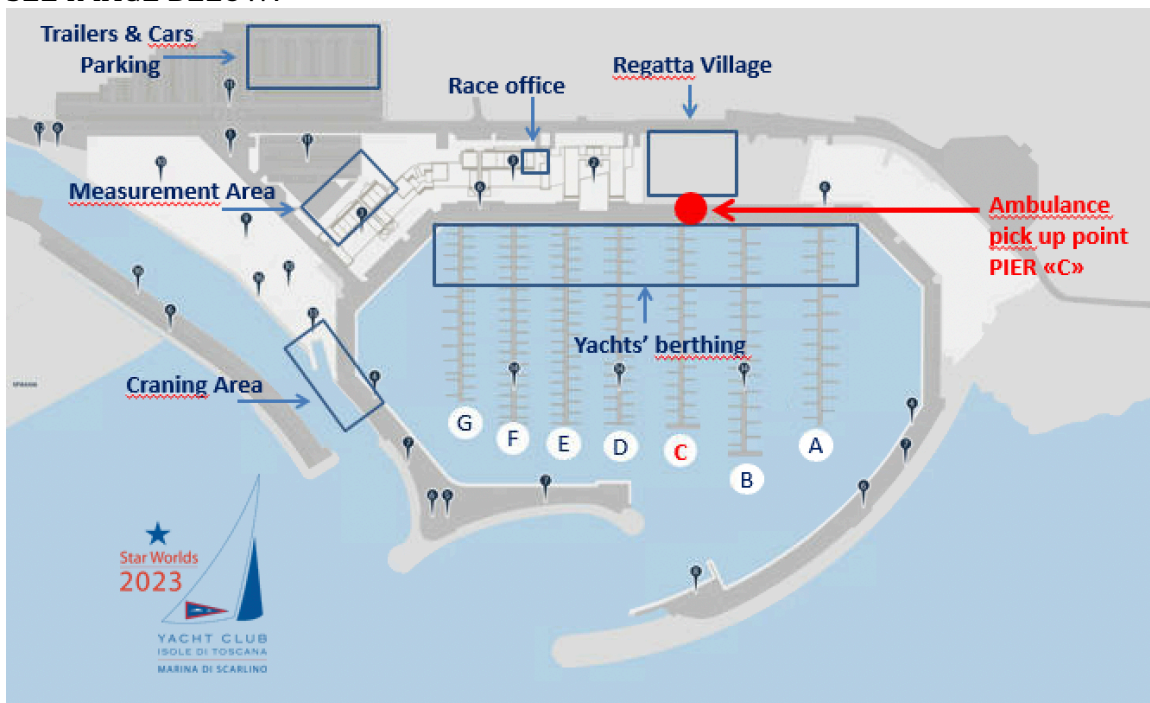 Trailers & Cars
Parking
Race office
Regatta Village
Measurement Area
Ambulance
pick up point
PIER «C»
Yachts' berthing
Craning Area
G
F
E
D
C
B
A
Star Worlds
2023
YACHT CLUB
ISOLE DI TOSCANA
MARINA DI SCARLINO